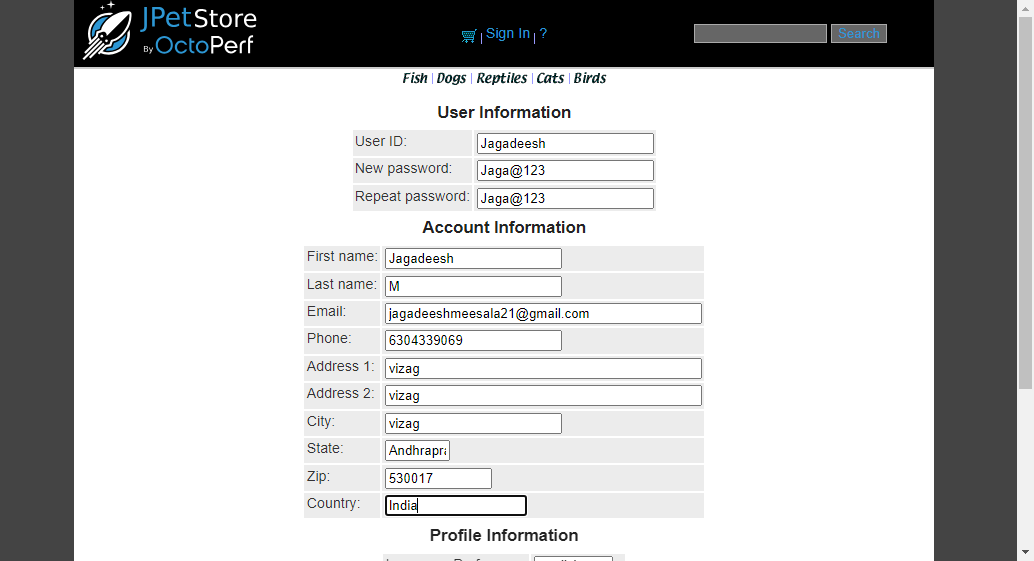 JPetStore
By OctoPerf
Sign In | ?
Search
Fish | Dogs | Reptiles | Cats | Birds
User Information
User ID: Jagadeesh
New password: Jaga@123
Repeat password: Jaga@123
Account Information
First name: Jagadeesh
Last name: M
Email: jagadeeshmeesala21@gmail.com
Phone: 6304339069
Address 1: vizag
Address 2: vizag
City: vizag
State: Andhrapra
Zip: 530017
Country: India
Profile Information